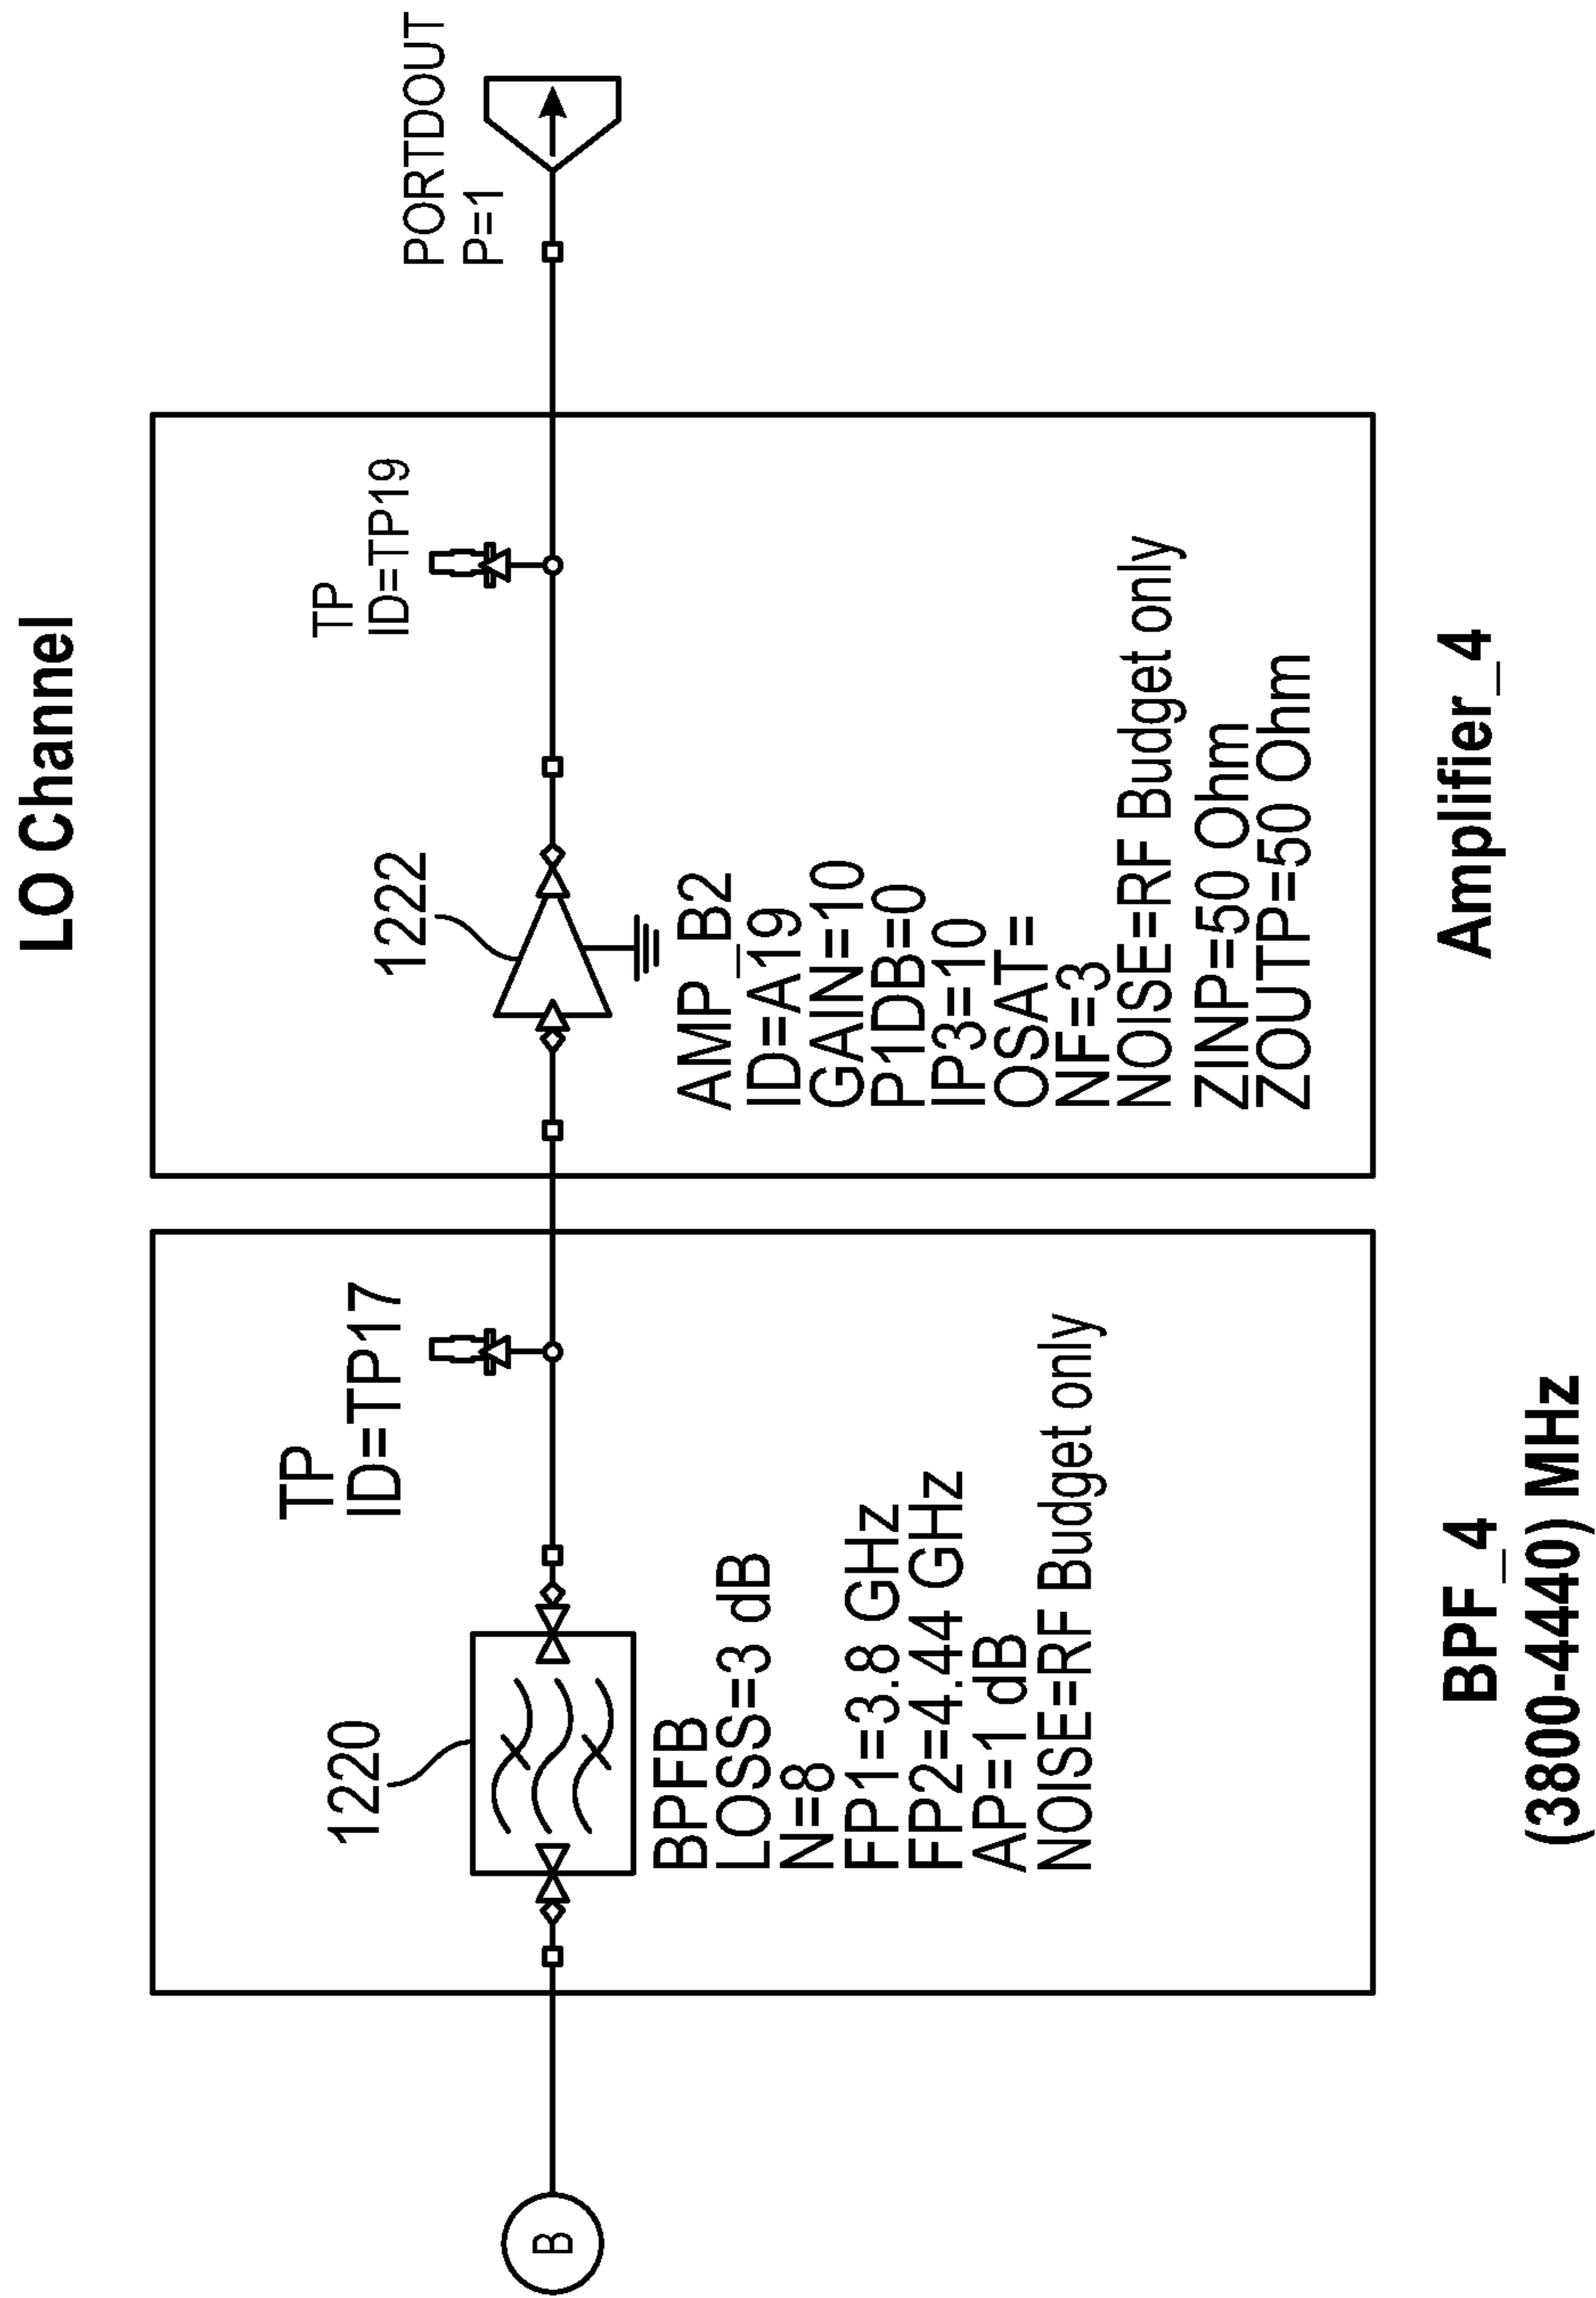 LO Channel
B
1220
TP
ID=TP17
BPFB
LOSS=3 dB
N=8
FP1=3.8 GHz
FP2=4.44 GHz
AP=1 dB
NOISE=RF Budget only
BPF_4
(3800-4440) MHz
1222
TP
ID=TP19
AMP_B2
ID=A19
GAIN=10
P1DB=0
IP3=10
OSAT=
NF=3
NOISE=RF Budget only
ZINP=50 Ohm
ZOUTP=50 Ohm
Amplifier_4
PORTDOUT
P=1